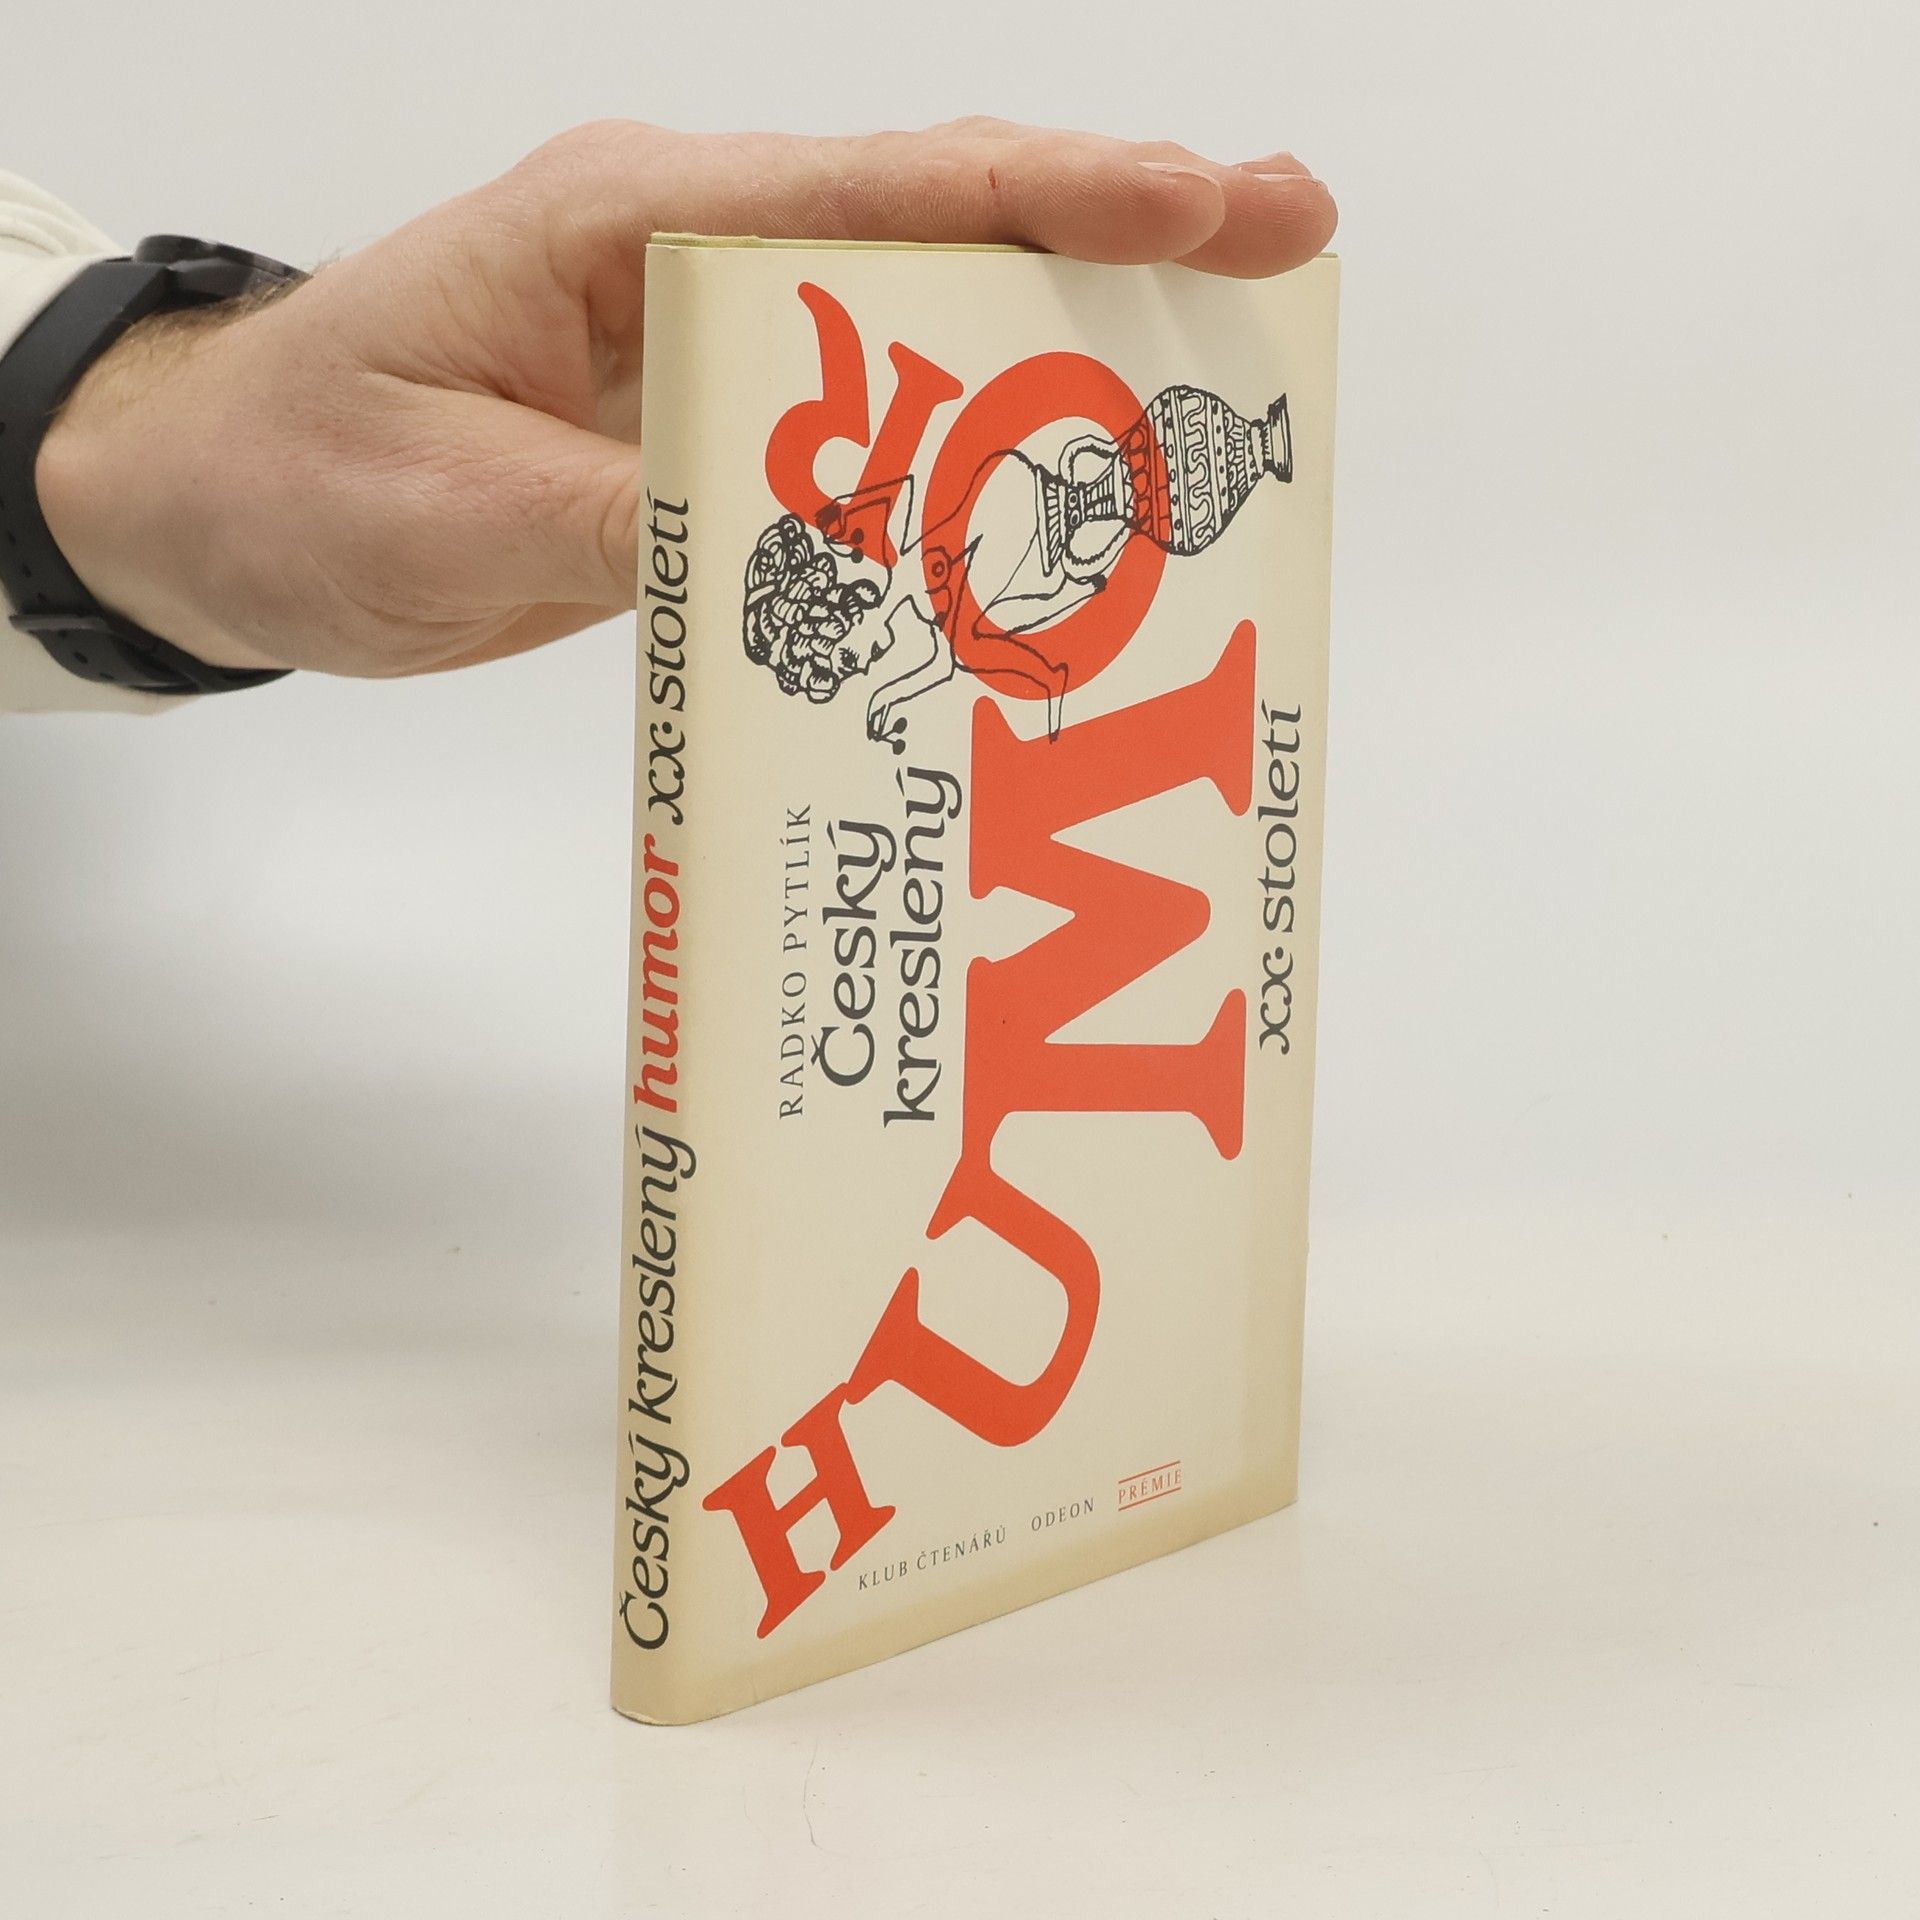 Český kreslený humor xx. století
RADKO PYTLÍK
Český
kreslený
HUMOR
xx. století
KLUB ČTENÁŘŮ ODEON PRÉMIE